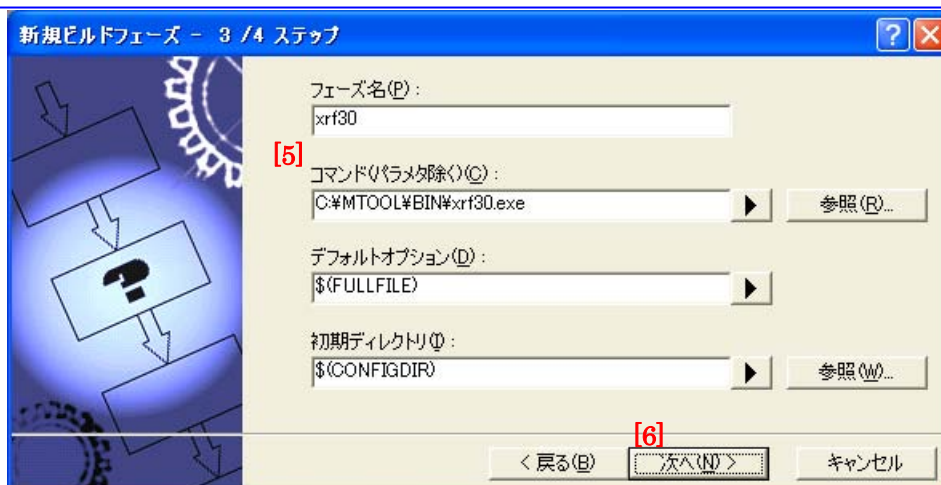 新規ビルドフェーズ - 3 /4 ステップ
フェーズ名(P) :
xrf30
[5]
コマンド(パラメタ除く)(C) :
C:¥MTOOL¥BIN¥xrf30.exe
参照(R)...
デフォルトオプション(D) :
$(FULLFILE)
初期ディレクトリ(I) :
$(CONFIGDIR)
参照(W)...
[6]
< 戻る(B)
次へ(N) >
キャンセル